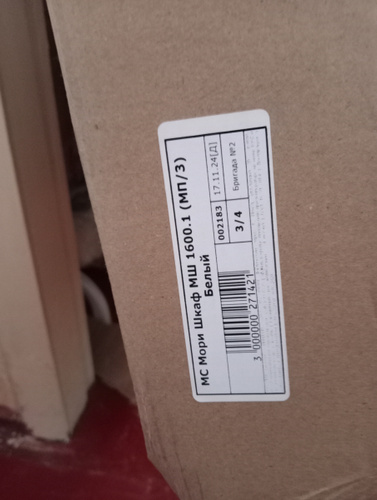 МС Мори Шкаф МШ 1600.1 (МП/3)
Белый
3 000000 271421
002183
17.11.24[Д]
3/4
Бригада №2